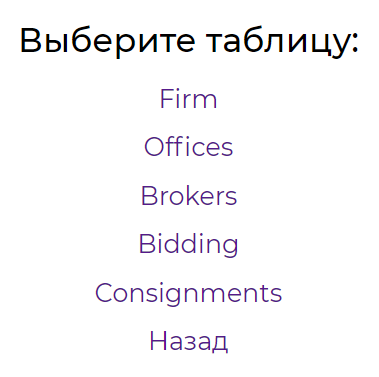 Выберите таблицу:
Firm
Offices
Brokers
Bidding
Consignments
Назад